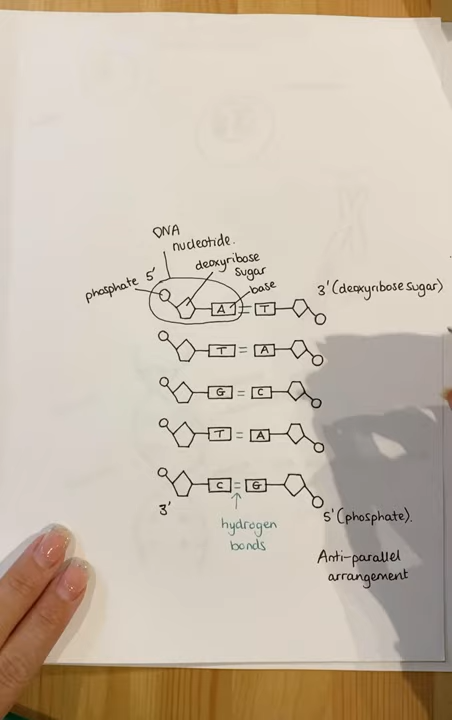 DNA
nucleotide.
deoxyribose
sugar
phosphate 5'
base
3' (deoxyribose sugar)
A = T
T = A
G = C
T = A
C = G
3'
5' (phosphate).
hydrogen
bonds
Anti-parallel
arrangement